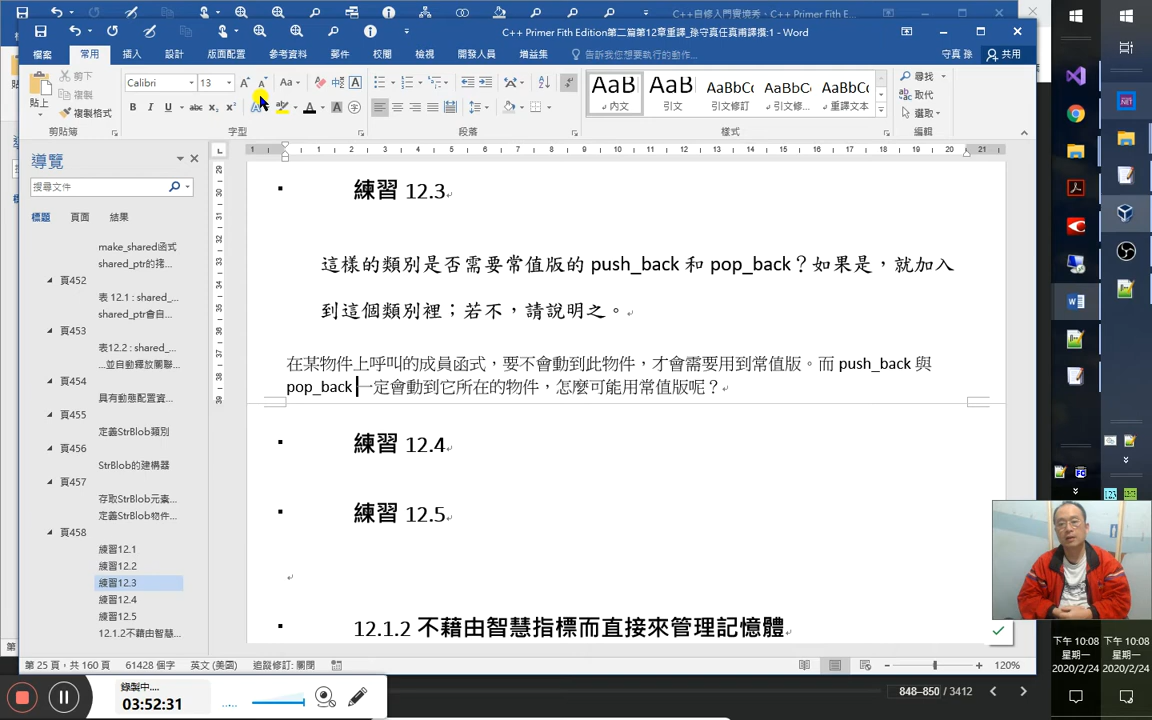 C++自修入門實境秀、C++ Primer Fith E...
C++ Primer Fith Edition第二篇第12章重譯_孫守真任真甫譯撰:1 - Word
檔案 常用 插入 設計 版面配置 參考資料 郵件 校閱 檢視 開發人員 增益集 告訴我您想要執行的動作... 守真 孫 共用
貼上 剪下 複製 複製格式
Calibri 13
AaB AaB AaBbCc AaBbCc AaBbC
內文 引文 引文修訂 引文修... 重譯文本
尋找 取代 選取
剪貼簿 字型 段落 樣式 編輯
導覽
搜尋文件
標題 頁面 結果
make_shared函式
shared_ptr的拷...
頁452
表 12.1 : shared_...
shared_ptr會自...
頁453
表12.2 : shared_...
...並自動釋放關聯...
頁454
具有動態配置資...
頁455
定義StrBlob類別
頁456
StrBlob的建構器
頁457
存取StrBlob元素...
定義StrBlob物件...
頁458
練習12.1
練習12.2
練習12.3
練習12.4
練習12.5
12.1.2不藉由智慧...
練習 12.3
這樣的類別是否需要常值版的 push_back 和 pop_back？如果是，就加入
到這個類別裡；若不，請說明之。
在某物件上呼叫的成員函式，要不會動到此物件，才會需要用到常值版。而 push_back 與
pop_back 一定會動到它所在的物件，怎麼可能用常值版呢？
練習 12.4
練習 12.5
12.1.2 不藉由智慧指標而直接來管理記憶體
第 25 頁，共 160 頁 61428 個字 英文 (美國) 追蹤修訂: 關閉 120%
錄製中....
03:52:31
848–850 / 3412
下午 10:08
星期一
2020/2/24
下午 10:08
星期一
2020/2/24